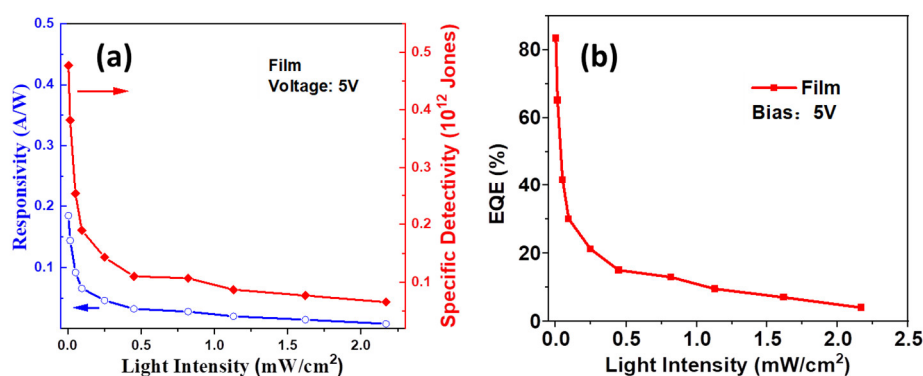 (a)
Film
Voltage: 5V
Responsivity (A/W)
0.5
0.4
0.3
0.2
0.1
Specific Detectivity (10¹² Jones)
0.5
0.4
0.3
0.2
0.1
0.0 0.5 1.0 1.5 2.0
Light Intensity (mW/cm²)
(b)
Film
Bias： 5V
EQE (%)
80
60
40
20
0
0.0 0.5 1.0 1.5 2.0 2.5
Light Intensity (mW/cm²)